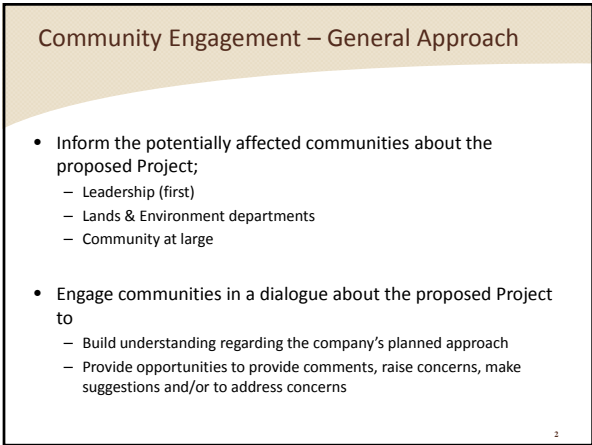 Community Engagement – General Approach
• Inform the potentially affected communities about the
proposed Project;
– Leadership (first)
– Lands & Environment departments
– Community at large
• Engage communities in a dialogue about the proposed Project
to
– Build understanding regarding the company's planned approach
– Provide opportunities to provide comments, raise concerns, make
suggestions and/or to address concerns
2